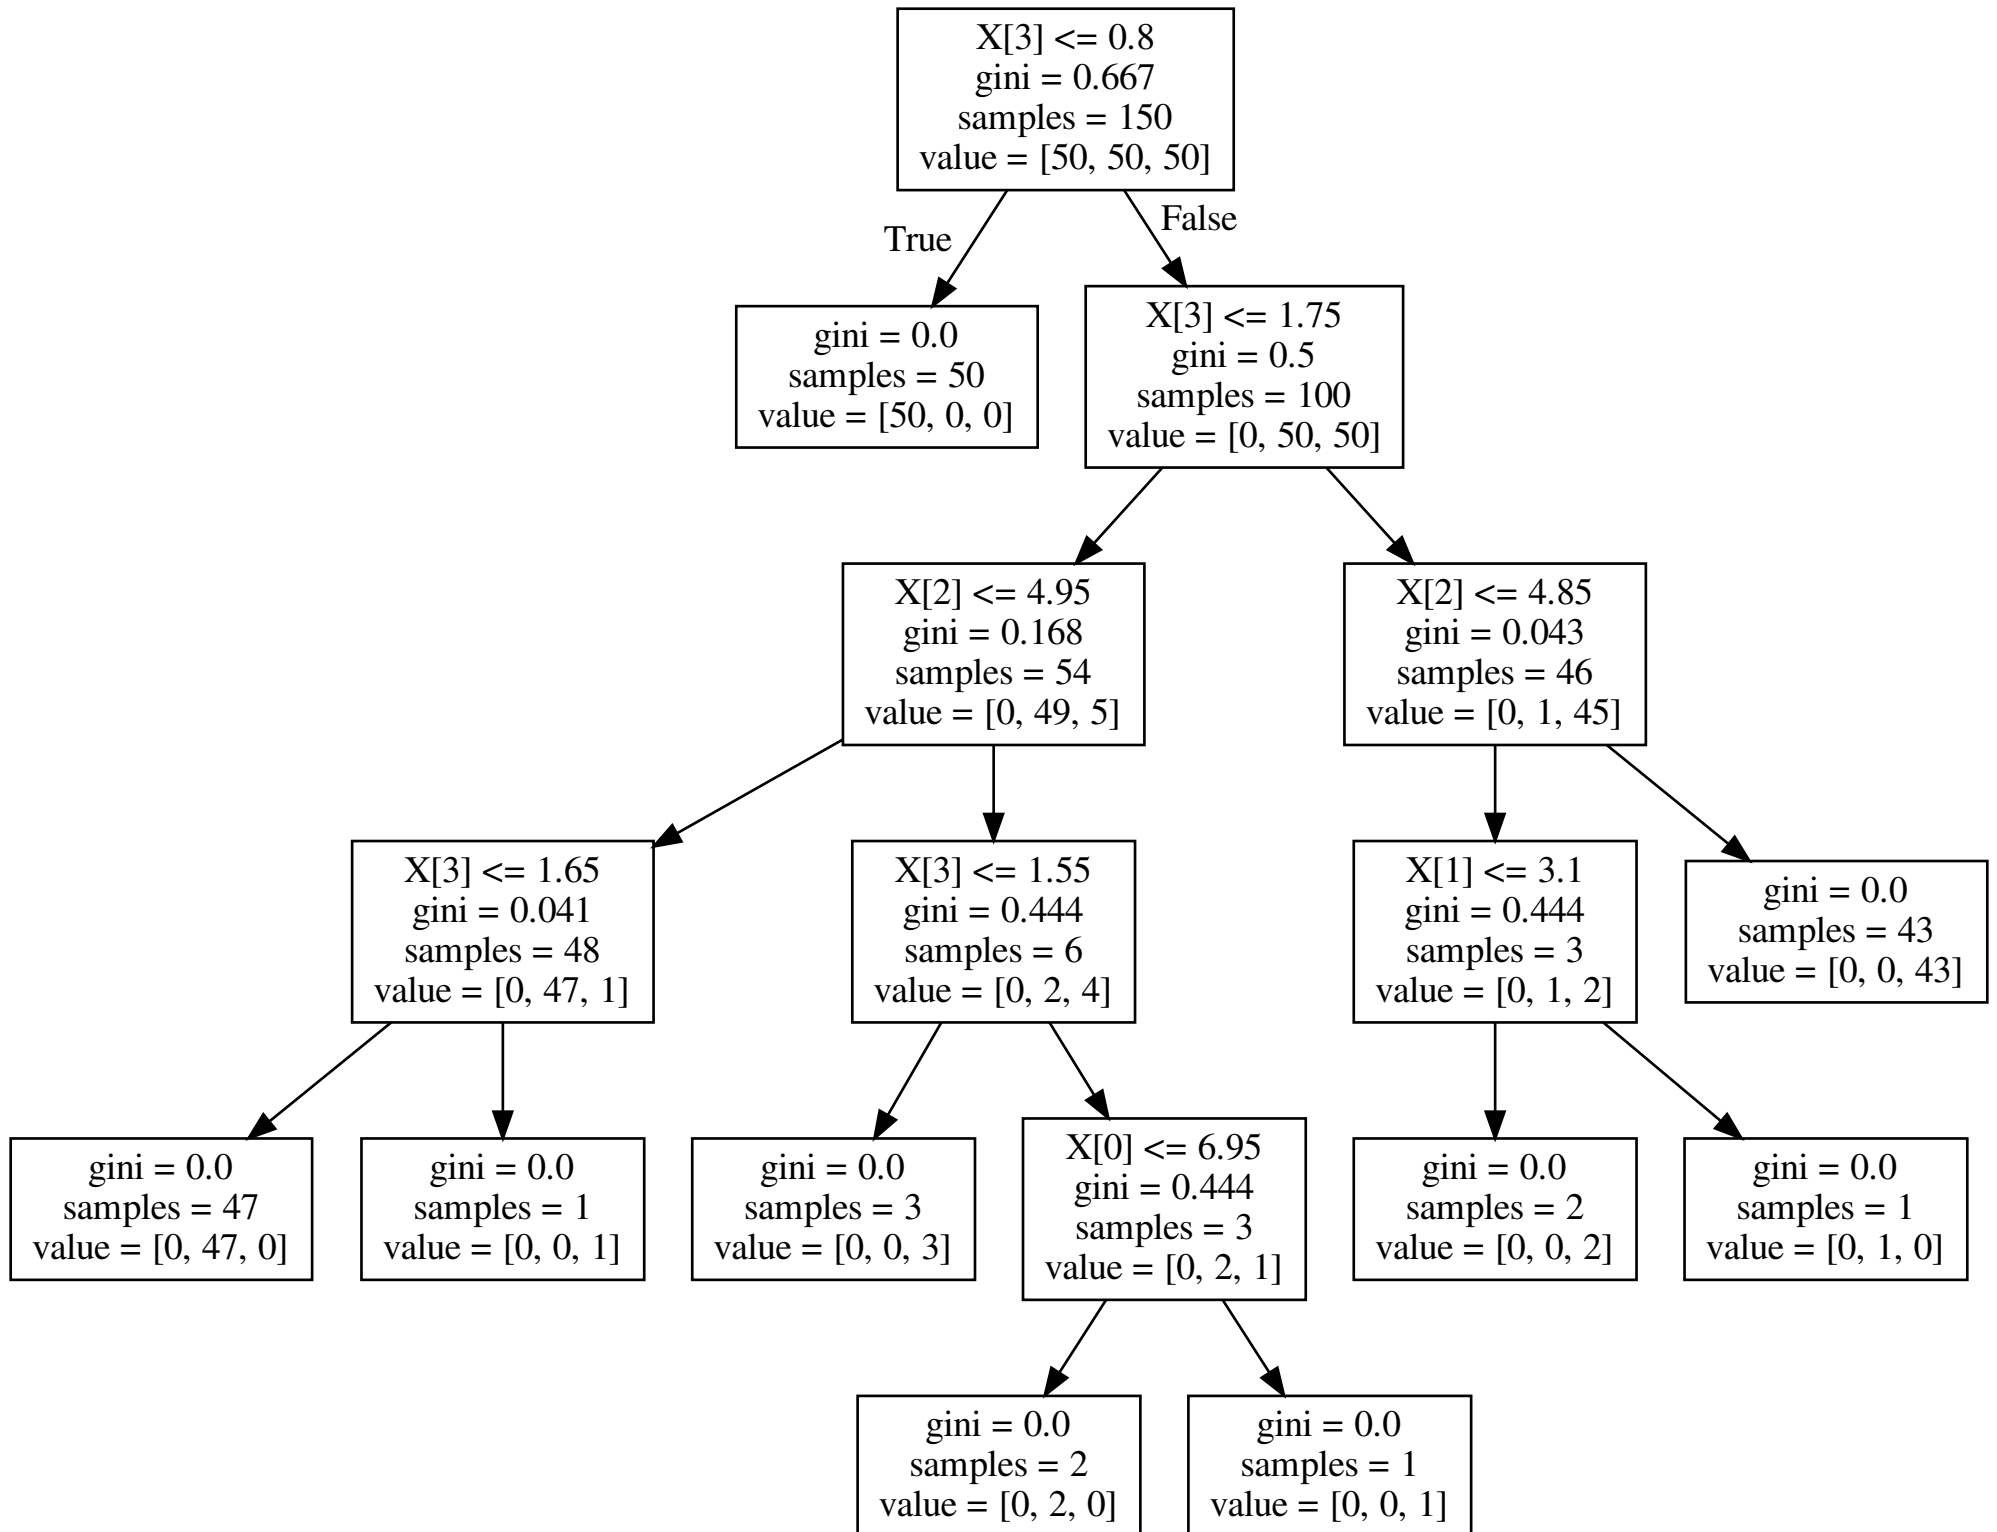 X[3] <= 0.8
gini = 0.667
samples = 150
value = [50, 50, 50]
True
False
gini = 0.0
samples = 50
value = [50, 0, 0]
X[3] <= 1.75
gini = 0.5
samples = 100
value = [0, 50, 50]
X[2] <= 4.95
gini = 0.168
samples = 54
value = [0, 49, 5]
X[2] <= 4.85
gini = 0.043
samples = 46
value = [0, 1, 45]
X[3] <= 1.65
gini = 0.041
samples = 48
value = [0, 47, 1]
X[3] <= 1.55
gini = 0.444
samples = 6
value = [0, 2, 4]
X[1] <= 3.1
gini = 0.444
samples = 3
value = [0, 1, 2]
gini = 0.0
samples = 43
value = [0, 0, 43]
gini = 0.0
samples = 47
value = [0, 47, 0]
gini = 0.0
samples = 1
value = [0, 0, 1]
gini = 0.0
samples = 3
value = [0, 0, 3]
X[0] <= 6.95
gini = 0.444
samples = 3
value = [0, 2, 1]
gini = 0.0
samples = 2
value = [0, 0, 2]
gini = 0.0
samples = 1
value = [0, 1, 0]
gini = 0.0
samples = 2
value = [0, 2, 0]
gini = 0.0
samples = 1
value = [0, 0, 1]